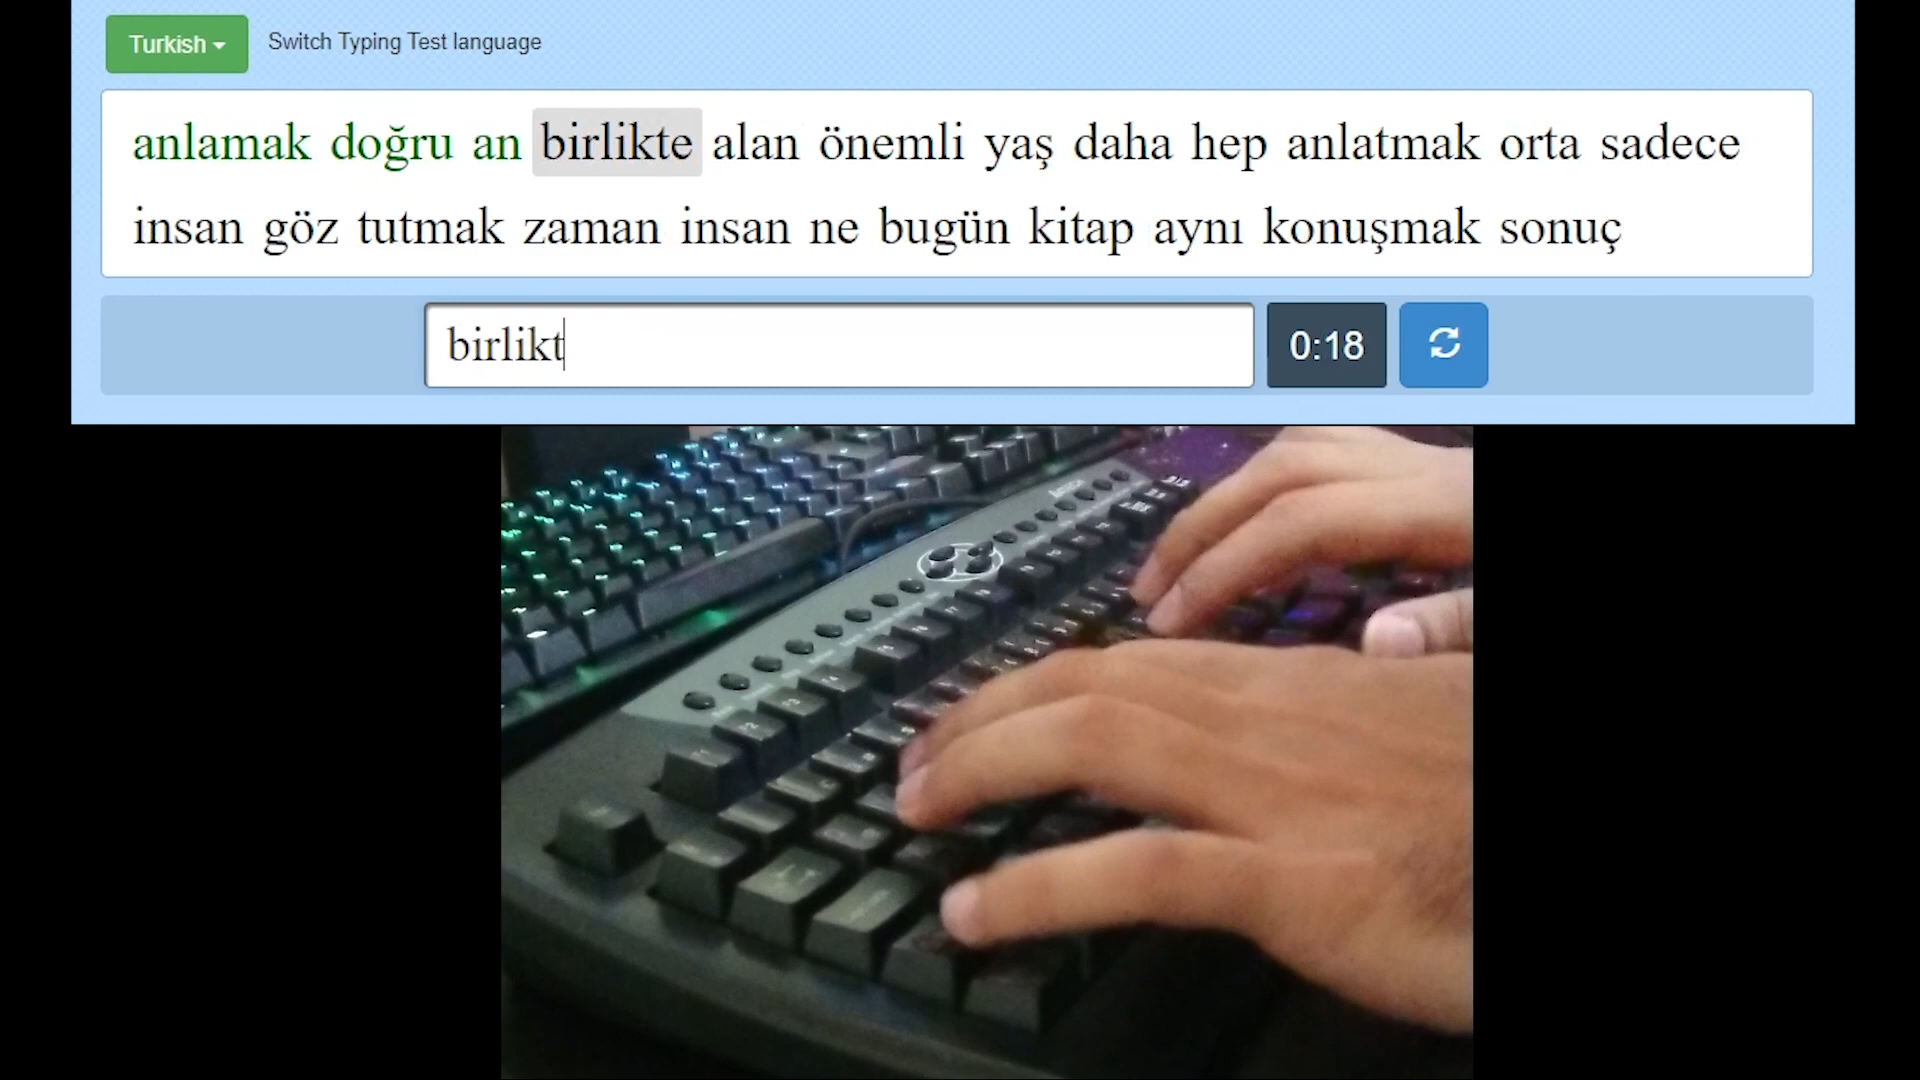 Turkish Switch Typing Test language
anlamak doğru an birlikte alan önemli yaş daha hep anlatmak orta sadece
insan göz tutmak zaman insan ne bugün kitap aynı konuşmak sonuç
birlikt 0:18